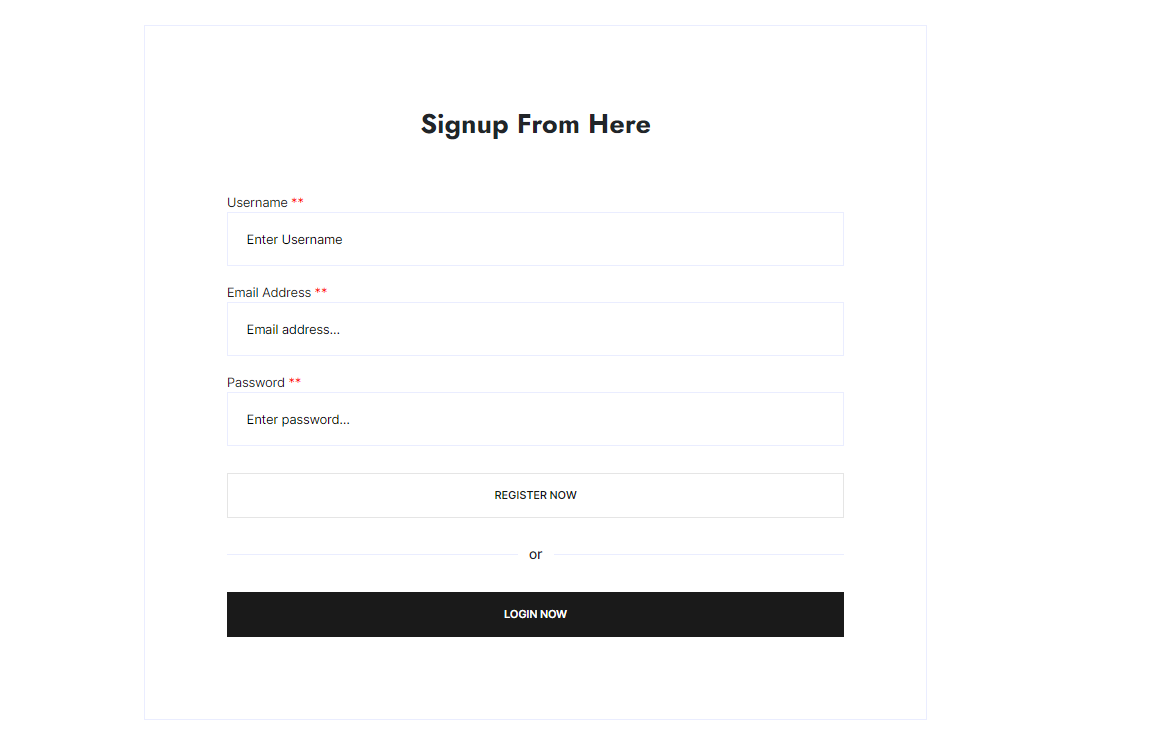 Signup From Here
Username **
Enter Username
Email Address **
Email address...
Password **
Enter password...
REGISTER NOW
or
LOGIN NOW